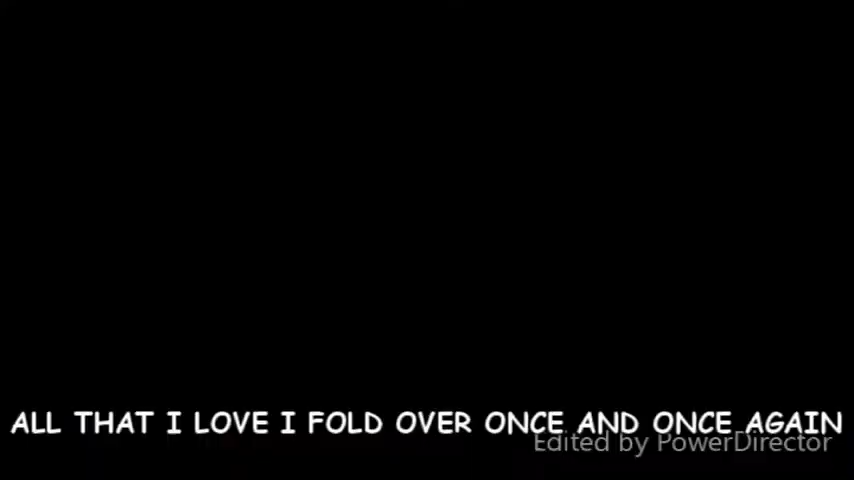 ALL THAT I LOVE I FOLD OVER ONCE AND ONCE AGAIN
Edited by PowerDirector